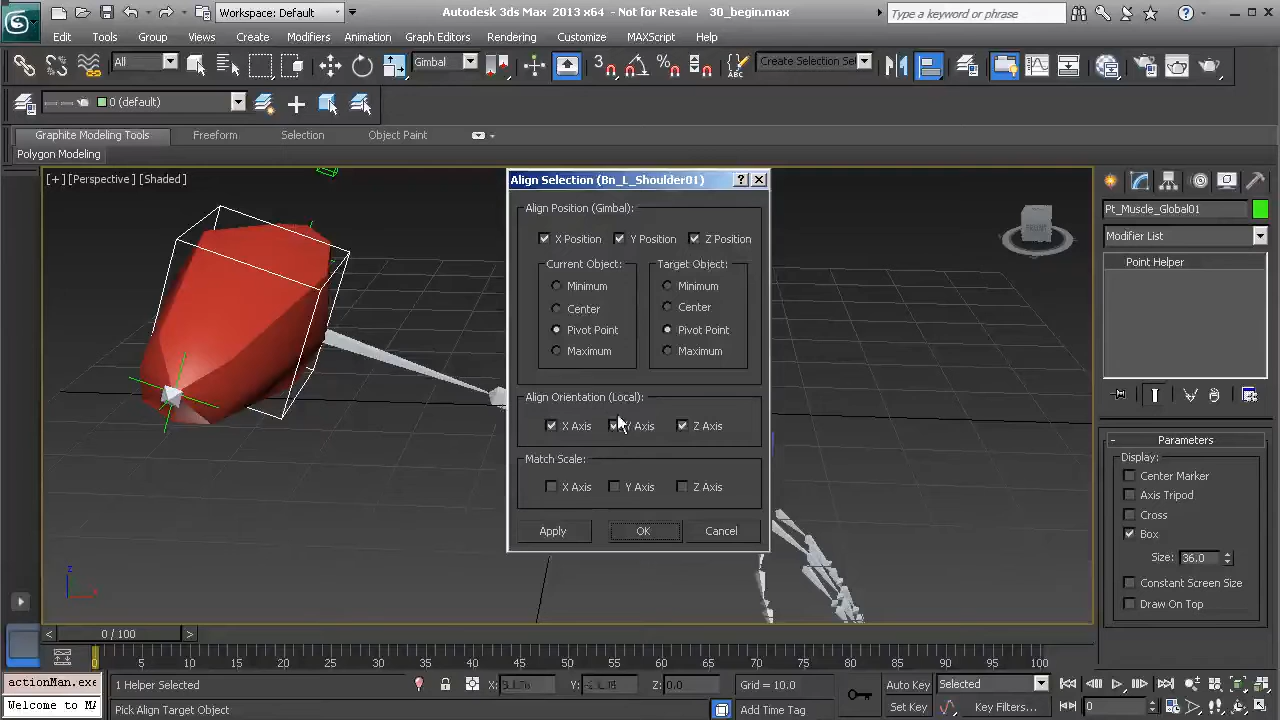 Workspace: Default
Autodesk 3ds Max 2013 x64 - Not for Resale 30_begin.max
Type a keyword or phrase
Edit Tools Group Views Create Modifiers Animation Graph Editors Rendering Customize MAXScript Help
All Gimbal Create Selection Se
0 (default)
Graphite Modeling Tools Freeform Selection Object Paint
Polygon Modeling
[+] [Perspective] [Shaded]
FRONT
Align Selection (Bn_L_Shoulder01)
Align Position (Gimbal):
X Position Y Position Z Position
Current Object: Target Object:
Minimum Minimum
Center Center
Pivot Point Pivot Point
Maximum Maximum
Align Orientation (Local):
X Axis Y Axis Z Axis
Match Scale:
X Axis Y Axis Z Axis
Apply OK Cancel
Pt_Muscle_Global01
Modifier List
Point Helper
Parameters
Display:
Center Marker
Axis Tripod
Cross
Box
Size: 36.0
Constant Screen Size
Draw On Top
z
x
< 0 / 100 >
0 5 10 15 20 25 30 35 40 45 50 55 60 65 70 75 80 85 90 95 100
actionMan.exe 1 Helper Selected X: Y: Z: 0.0 Grid = 10.0 Auto Key Selected
Welcome to MA Pick Align Target Object Add Time Tag Set Key Key Filters... 0